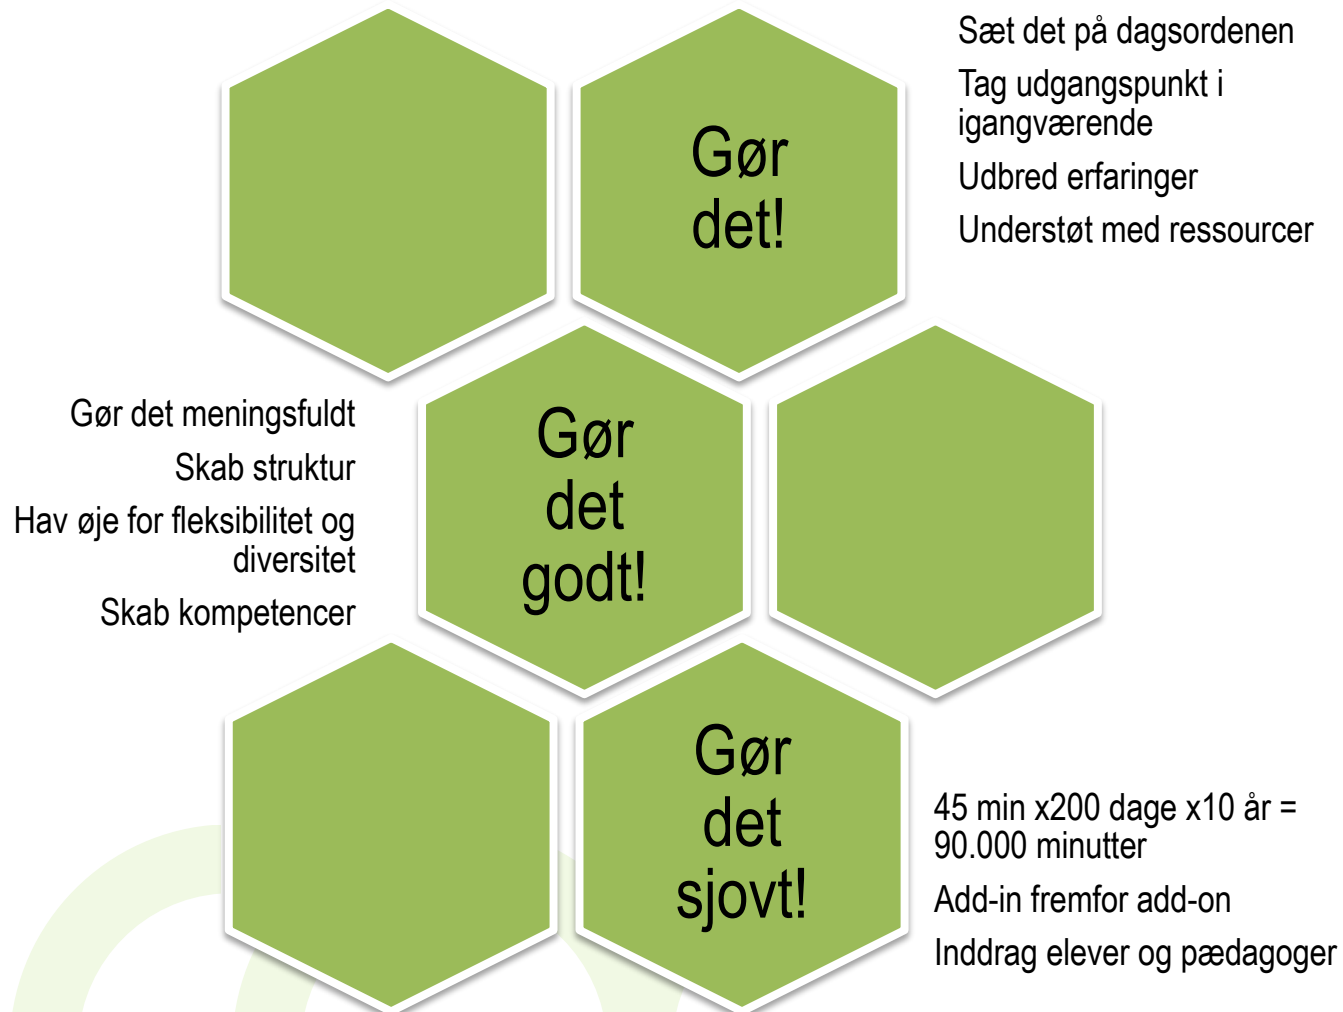 Gør
det!
Sæt det på dagsordenen
Tag udgangspunkt i
igangværende
Udbred erfaringer
Understøt med ressourcer
Gør det meningsfuldt
Skab struktur
Hav øje for fleksibilitet og
diversitet
Skab kompetencer
Gør
det
godt!
Gør
det
sjovt!
45 min x200 dage x10 år =
90.000 minutter
Add-in fremfor add-on
Inddrag elever og pædagoger